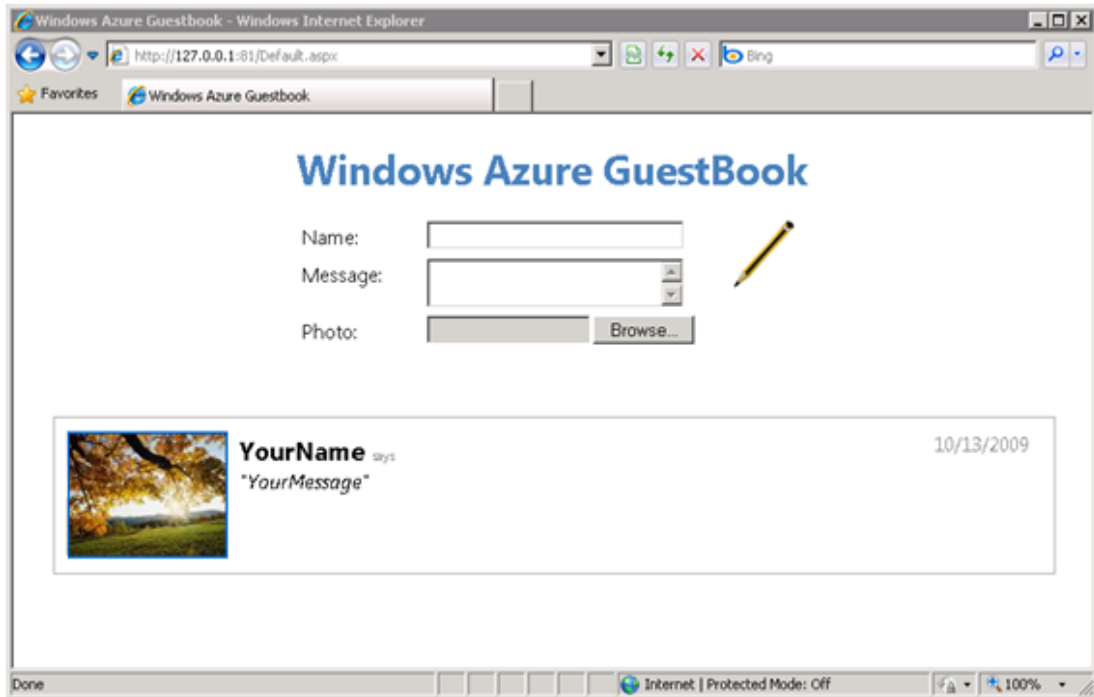 Windows Azure Guestbook - Windows Internet Explorer
http://127.0.0.1:81/Default.aspx
Bing
Favorites
Windows Azure Guestbook
Windows Azure GuestBook
Name:
Message:
Photo:
Browse...
YourName says
10/13/2009
"YourMessage"
Done
Internet | Protected Mode: Off
100%